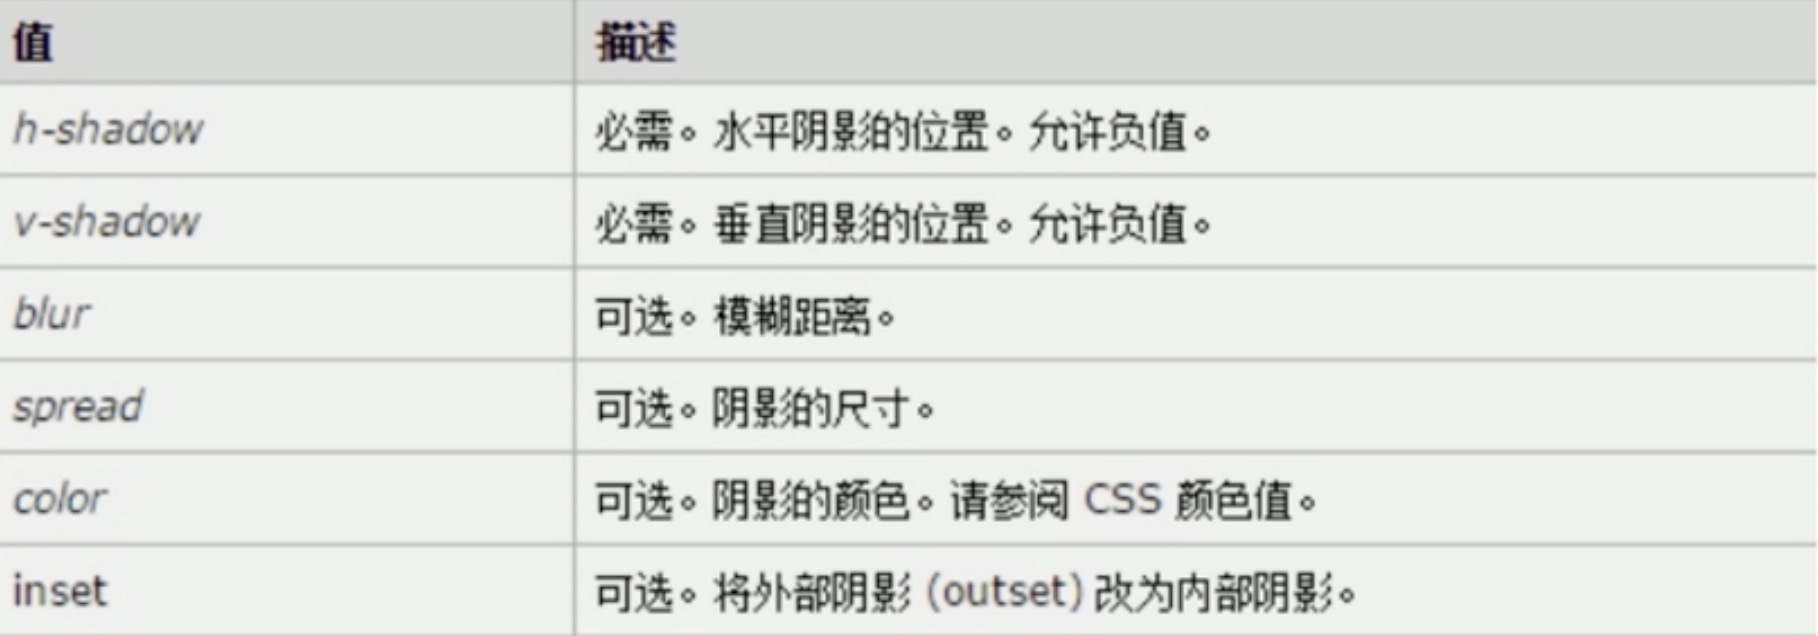 值 描述
h-shadow 必需。水平阴影的位置。允许负值。
v-shadow 必需。垂直阴影的位置。允许负值。
blur 可选。模糊距离。
spread 可选。阴影的尺寸。
color 可选。阴影的颜色。请参阅 CSS 颜色值。
inset 可选。将外部阴影 (outset) 改为内部阴影。